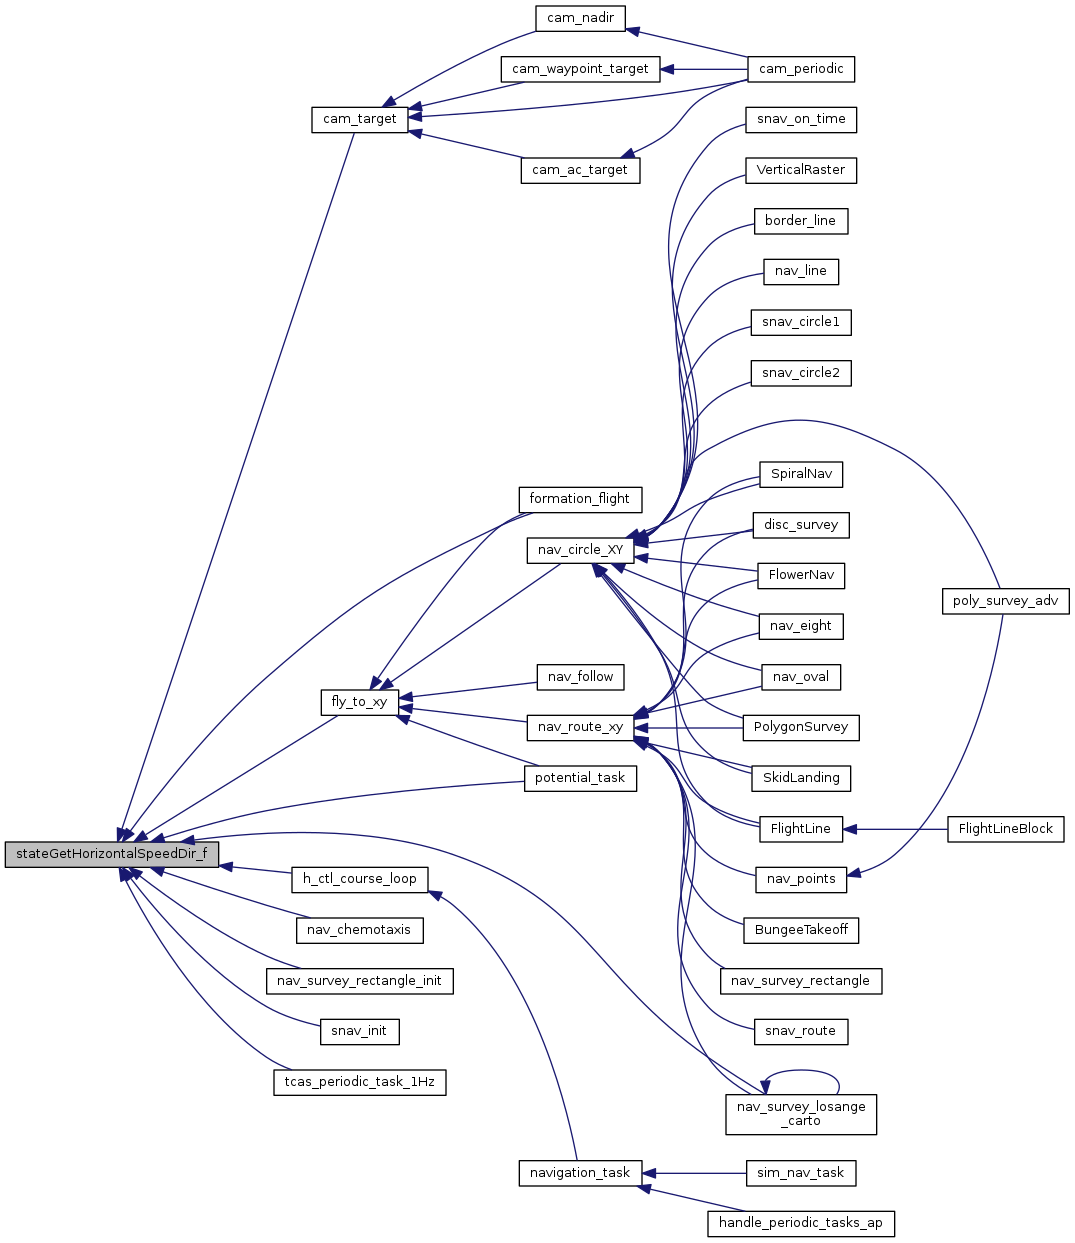 cam_nadir
cam_waypoint_target
cam_periodic
cam_target
snav_on_time
cam_ac_target
VerticalRaster
border_line
nav_line
snav_circle1
snav_circle2
SpiralNav
formation_flight
disc_survey
nav_circle_XY
FlowerNav
poly_survey_adv
nav_eight
nav_follow
nav_oval
fly_to_xy
nav_route_xy
PolygonSurvey
potential_task
SkidLanding
FlightLine
FlightLineBlock
stateGetHorizontalSpeedDir_f
h_ctl_course_loop
nav_points
nav_chemotaxis
BungeeTakeoff
nav_survey_rectangle_init
nav_survey_rectangle
snav_init
snav_route
tcas_periodic_task_1Hz
nav_survey_losange
_carto
navigation_task
sim_nav_task
handle_periodic_tasks_ap